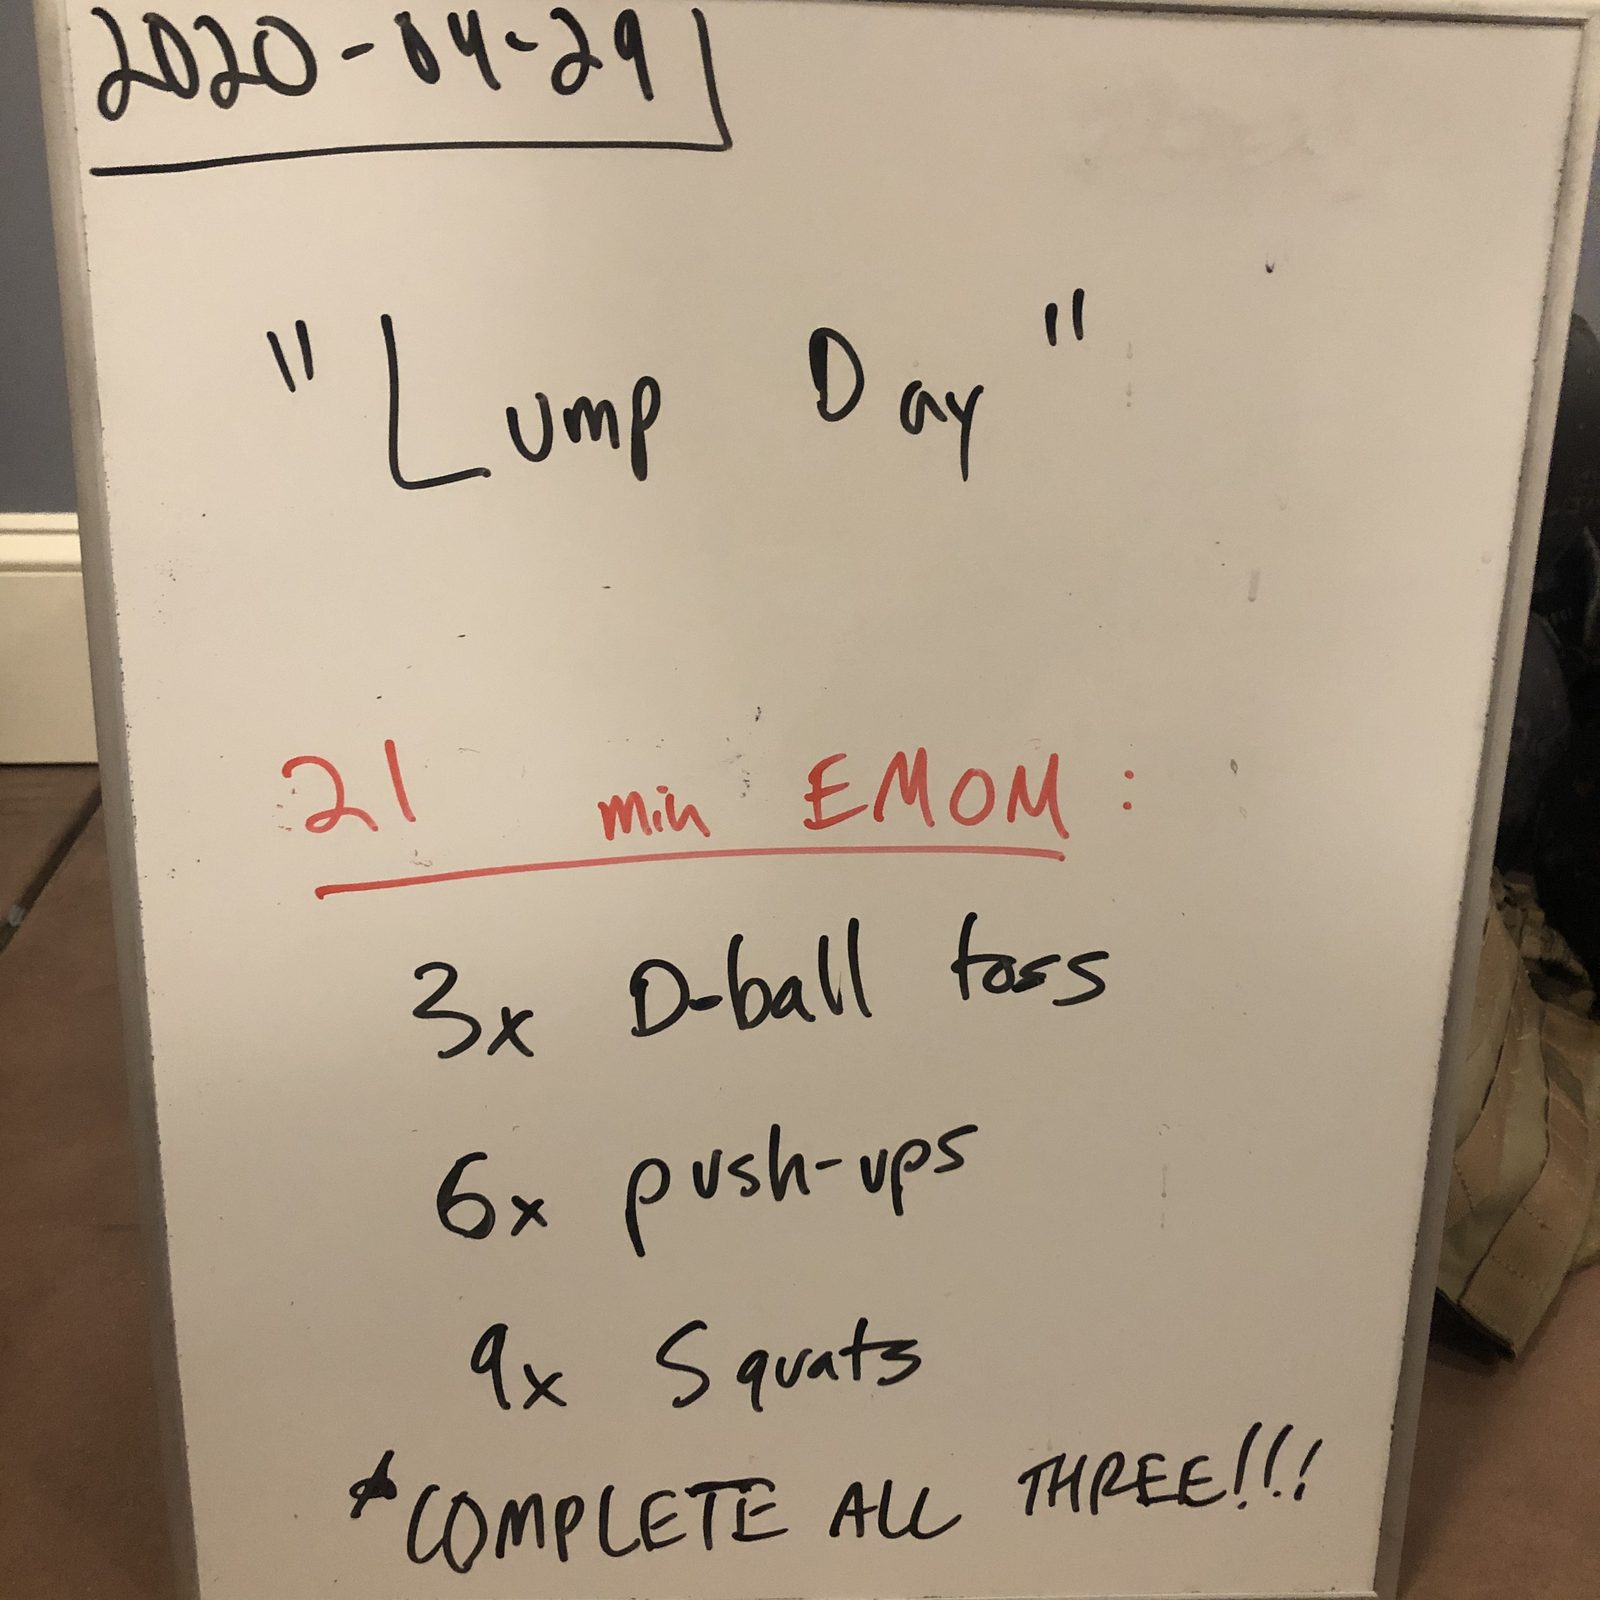 2020-04-29
"Lump Day"
21 min EMOM:
3x D-ball toss
6x push-ups
9x Squats
*COMPLETE ALL THREE!!!